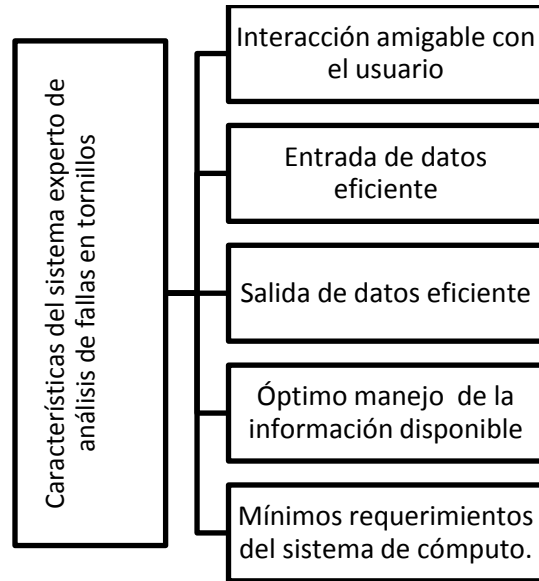 Características del sistema experto de
análisis de fallas en tornillos
Interacción amigable con
el usuario
Entrada de datos
eficiente
Salida de datos eficiente
Óptimo manejo de la
información disponible
Mínimos requerimientos
del sistema de cómputo.